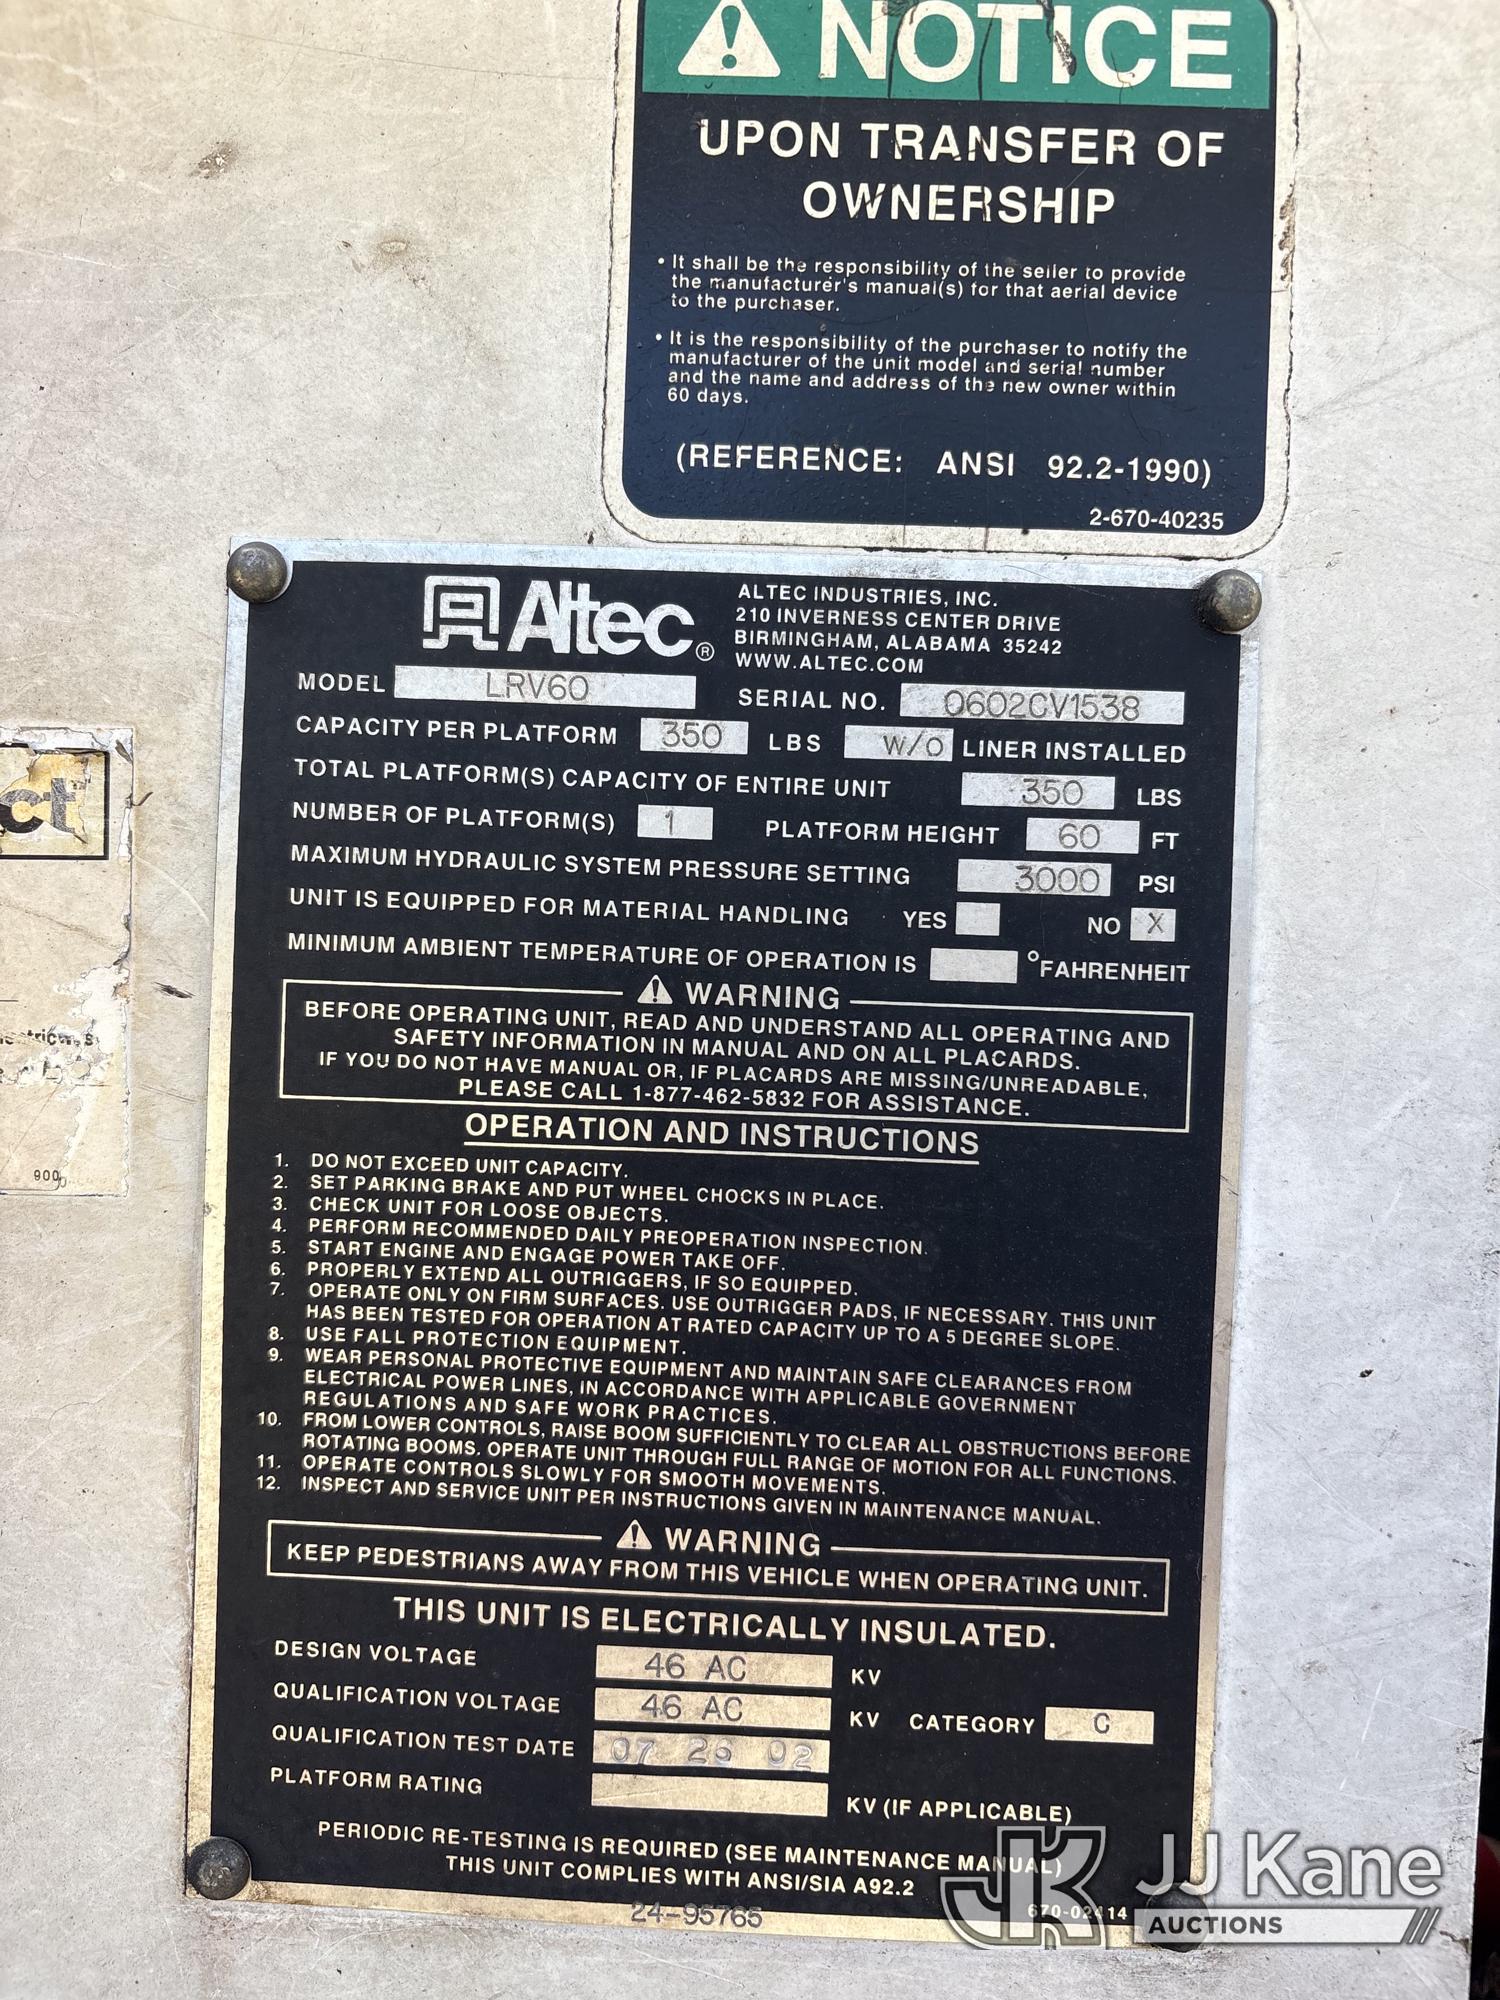 NOTICE
UPON TRANSFER OF
OWNERSHIP
• It shall be the responsibility of the seller to provide
the manufacturer's manual(s) for that aerial device
to the purchaser.
• It is the responsibility of the purchaser to notify the
manufacturer of the unit model and serial number
and the name and address of the new owner within
60 days.
(REFERENCE: ANSI 92.2-1990)
2-670-40235
Altec®
ALTEC INDUSTRIES, INC.
210 INVERNESS CENTER DRIVE
BIRMINGHAM, ALABAMA 35242
WWW.ALTEC.COM
MODEL LRV60 SERIAL NO. 0602CV1538
CAPACITY PER PLATFORM 350 LBS W/O LINER INSTALLED
TOTAL PLATFORM(S) CAPACITY OF ENTIRE UNIT 350 LBS
NUMBER OF PLATFORM(S) 1 PLATFORM HEIGHT 60 FT
MAXIMUM HYDRAULIC SYSTEM PRESSURE SETTING 3000 PSI
UNIT IS EQUIPPED FOR MATERIAL HANDLING YES NO X
MINIMUM AMBIENT TEMPERATURE OF OPERATION IS °FAHRENHEIT
WARNING
BEFORE OPERATING UNIT, READ AND UNDERSTAND ALL OPERATING AND
SAFETY INFORMATION IN MANUAL AND ON ALL PLACARDS.
IF YOU DO NOT HAVE MANUAL OR, IF PLACARDS ARE MISSING/UNREADABLE,
PLEASE CALL 1-877-462-5832 FOR ASSISTANCE.
OPERATION AND INSTRUCTIONS
1. DO NOT EXCEED UNIT CAPACITY.
2. SET PARKING BRAKE AND PUT WHEEL CHOCKS IN PLACE.
3. CHECK UNIT FOR LOOSE OBJECTS.
4. PERFORM RECOMMENDED DAILY PREOPERATION INSPECTION.
5. START ENGINE AND ENGAGE POWER TAKE OFF.
6. PROPERLY EXTEND ALL OUTRIGGERS, IF SO EQUIPPED.
7. OPERATE ONLY ON FIRM SURFACES. USE OUTRIGGER PADS, IF NECESSARY. THIS UNIT
HAS BEEN TESTED FOR OPERATION AT RATED CAPACITY UP TO A 5 DEGREE SLOPE.
8. USE FALL PROTECTION EQUIPMENT.
9. WEAR PERSONAL PROTECTIVE EQUIPMENT AND MAINTAIN SAFE CLEARANCES FROM
ELECTRICAL POWER LINES, IN ACCORDANCE WITH APPLICABLE GOVERNMENT
REGULATIONS AND SAFE WORK PRACTICES.
10. FROM LOWER CONTROLS, RAISE BOOM SUFFICIENTLY TO CLEAR ALL OBSTRUCTIONS BEFORE
ROTATING BOOMS. OPERATE UNIT THROUGH FULL RANGE OF MOTION FOR ALL FUNCTIONS.
11. OPERATE CONTROLS SLOWLY FOR SMOOTH MOVEMENTS.
12. INSPECT AND SERVICE UNIT PER INSTRUCTIONS GIVEN IN MAINTENANCE MANUAL.
WARNING
KEEP PEDESTRIANS AWAY FROM THIS VEHICLE WHEN OPERATING UNIT.
THIS UNIT IS ELECTRICALLY INSULATED.
DESIGN VOLTAGE 46 AC KV
QUALIFICATION VOLTAGE 46 AC KV CATEGORY C
QUALIFICATION TEST DATE 07 26 02
PLATFORM RATING KV (IF APPLICABLE)
PERIODIC RE-TESTING IS REQUIRED (SEE MAINTENANCE MANUAL)
THIS UNIT COMPLIES WITH ANSI/SIA A92.2
24-95765
670-02414
ct
900
JK JJ Kane
AUCTIONS